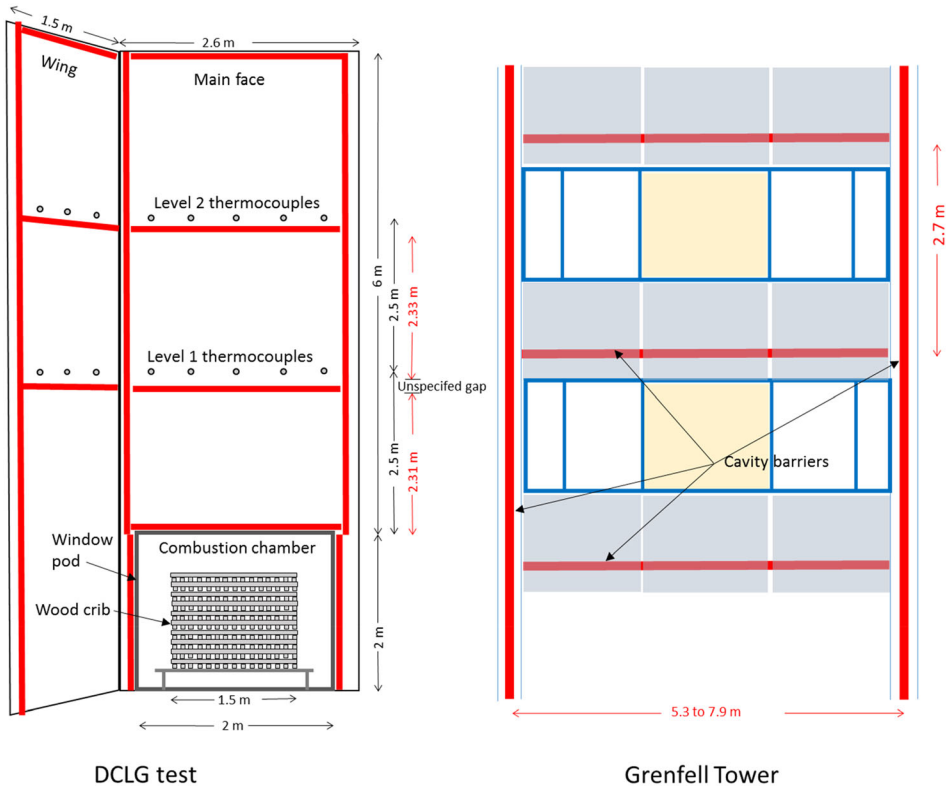 1.5 m
2.6 m
Wing
Main face
Level 2 thermocouples
6 m
2.5 m
2.33 m
Level 1 thermocouples
Unspecifed gap
2.5 m
2.31 m
Window
pod
Combustion chamber
Wood crib
2 m
1.5 m
2 m
DCLG test
2.7 m
Cavity barriers
5.3 to 7.9 m
Grenfell Tower